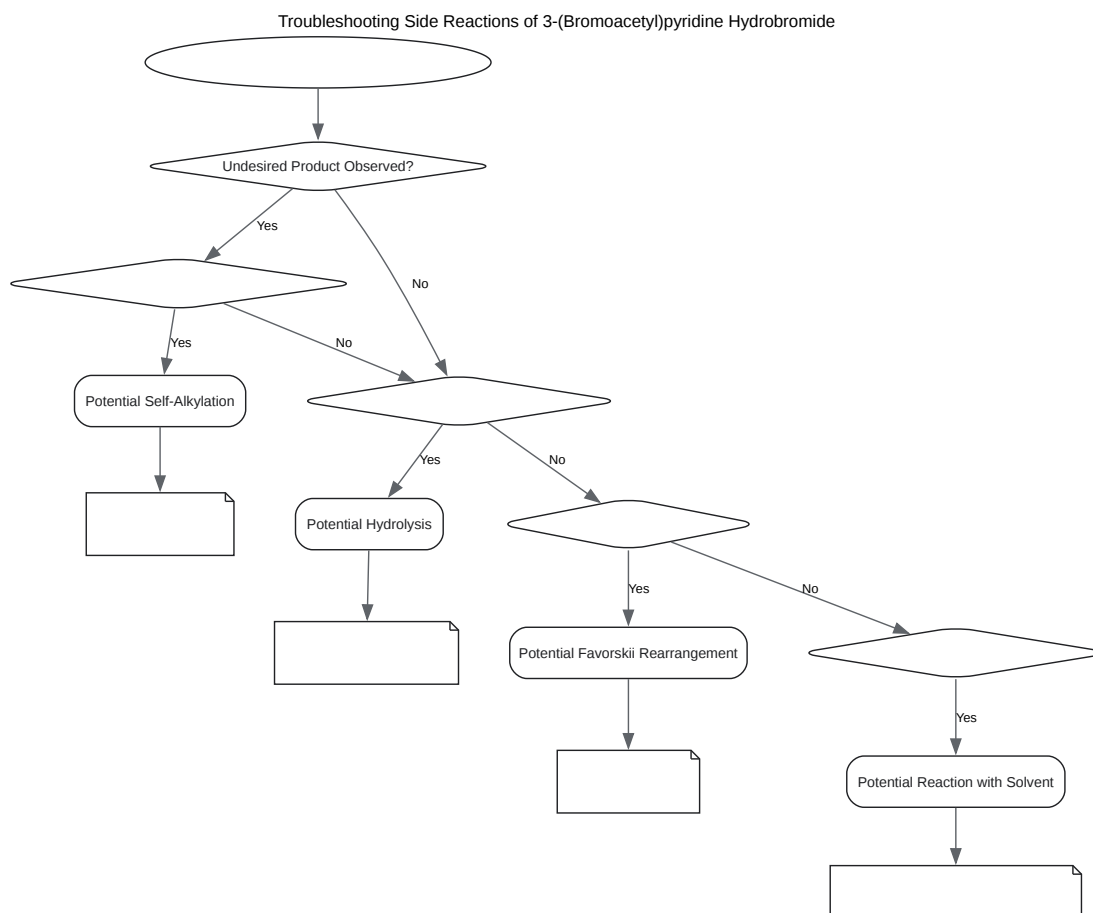 Troubleshooting Side Reactions of 3-(Bromoacetyl)pyridine Hydrobromide
Undesired Product Observed?
Yes
No
Yes
No
Potential Self-Alkylation
Yes
No
Potential Hydrolysis
Yes
No
Potential Favorskii Rearrangement
Yes
Potential Reaction with Solvent